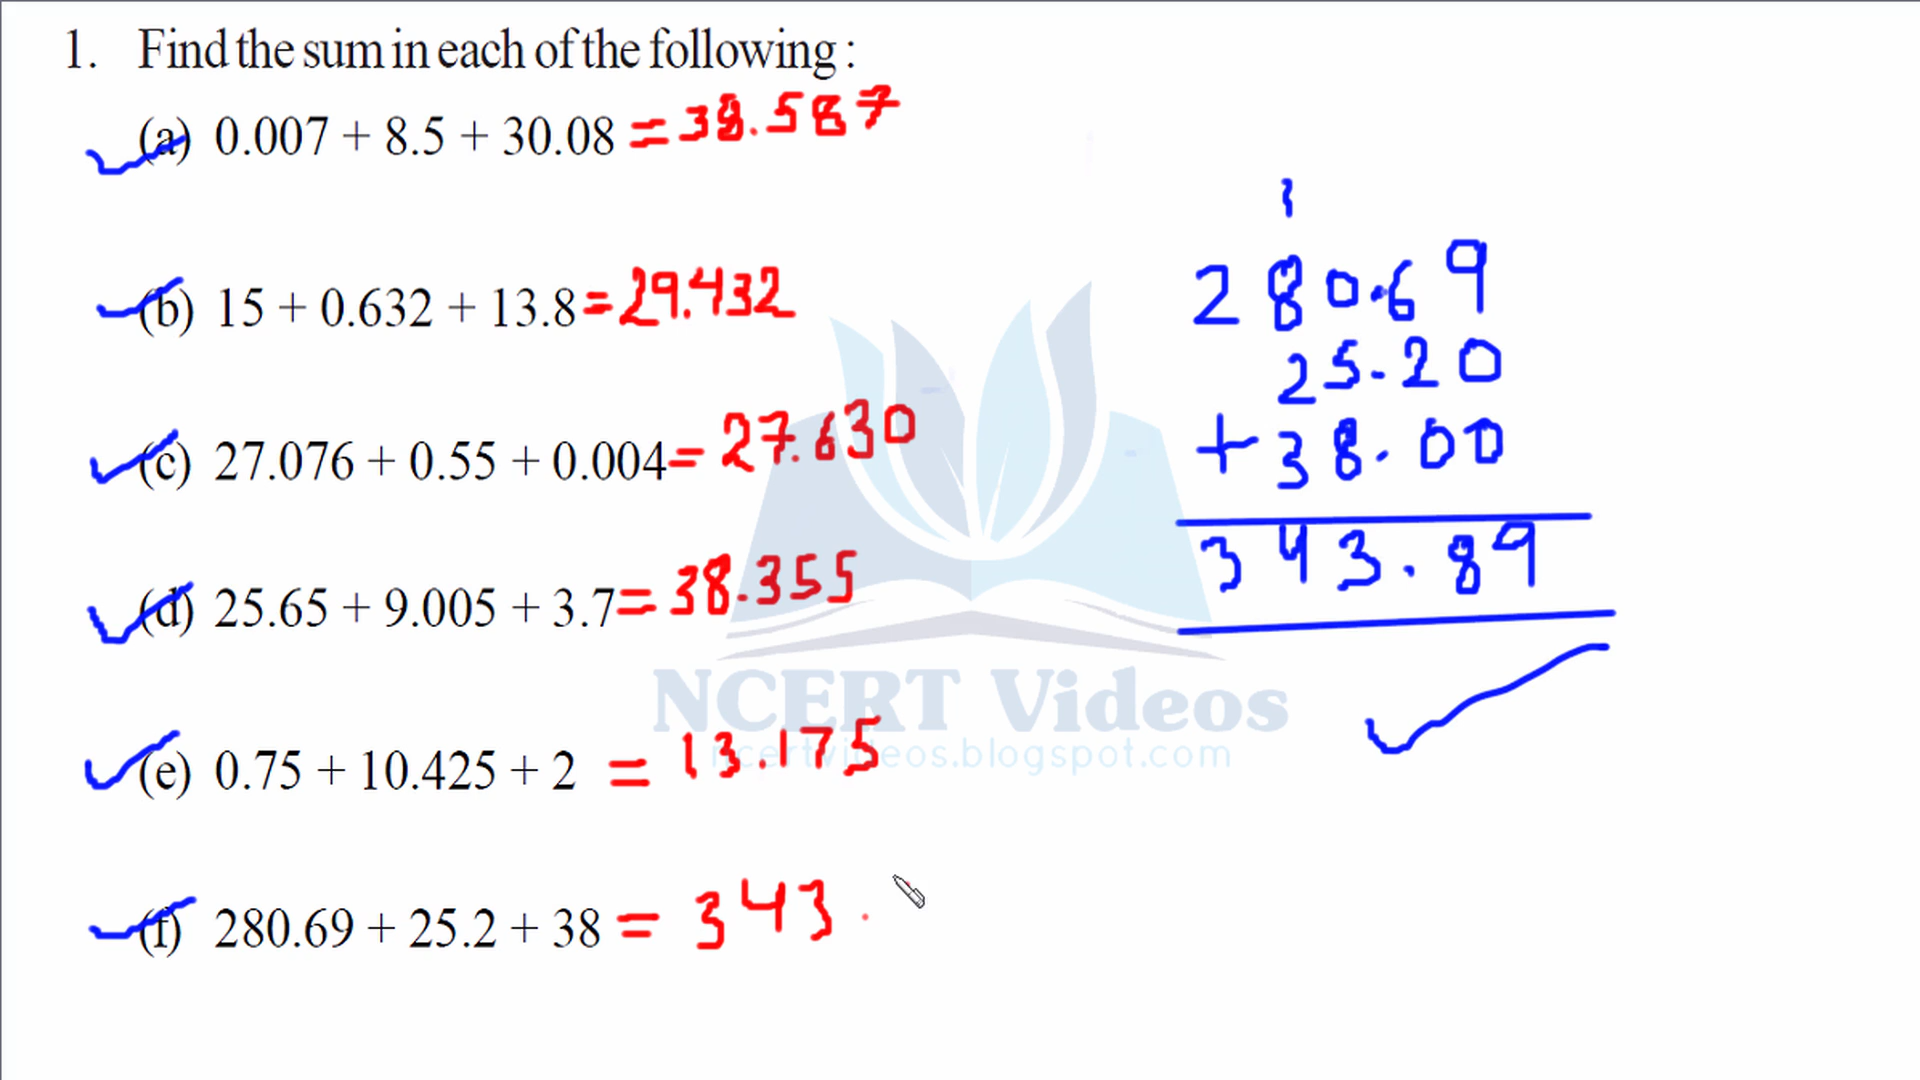 1. Find the sum in each of the following :
(a) 0.007 + 8.5 + 30.08 = 38.587
(b) 15 + 0.632 + 13.8 = 29.432
(c) 27.076 + 0.55 + 0.004 = 27.630
(d) 25.65 + 9.005 + 3.7 = 38.355
(e) 0.75 + 10.425 + 2 = 13.175
(f) 280.69 + 25.2 + 38 = 343.
1
280.69
25.20
+38.00
343.89
NCERT Videos
ncertvideos.blogspot.com